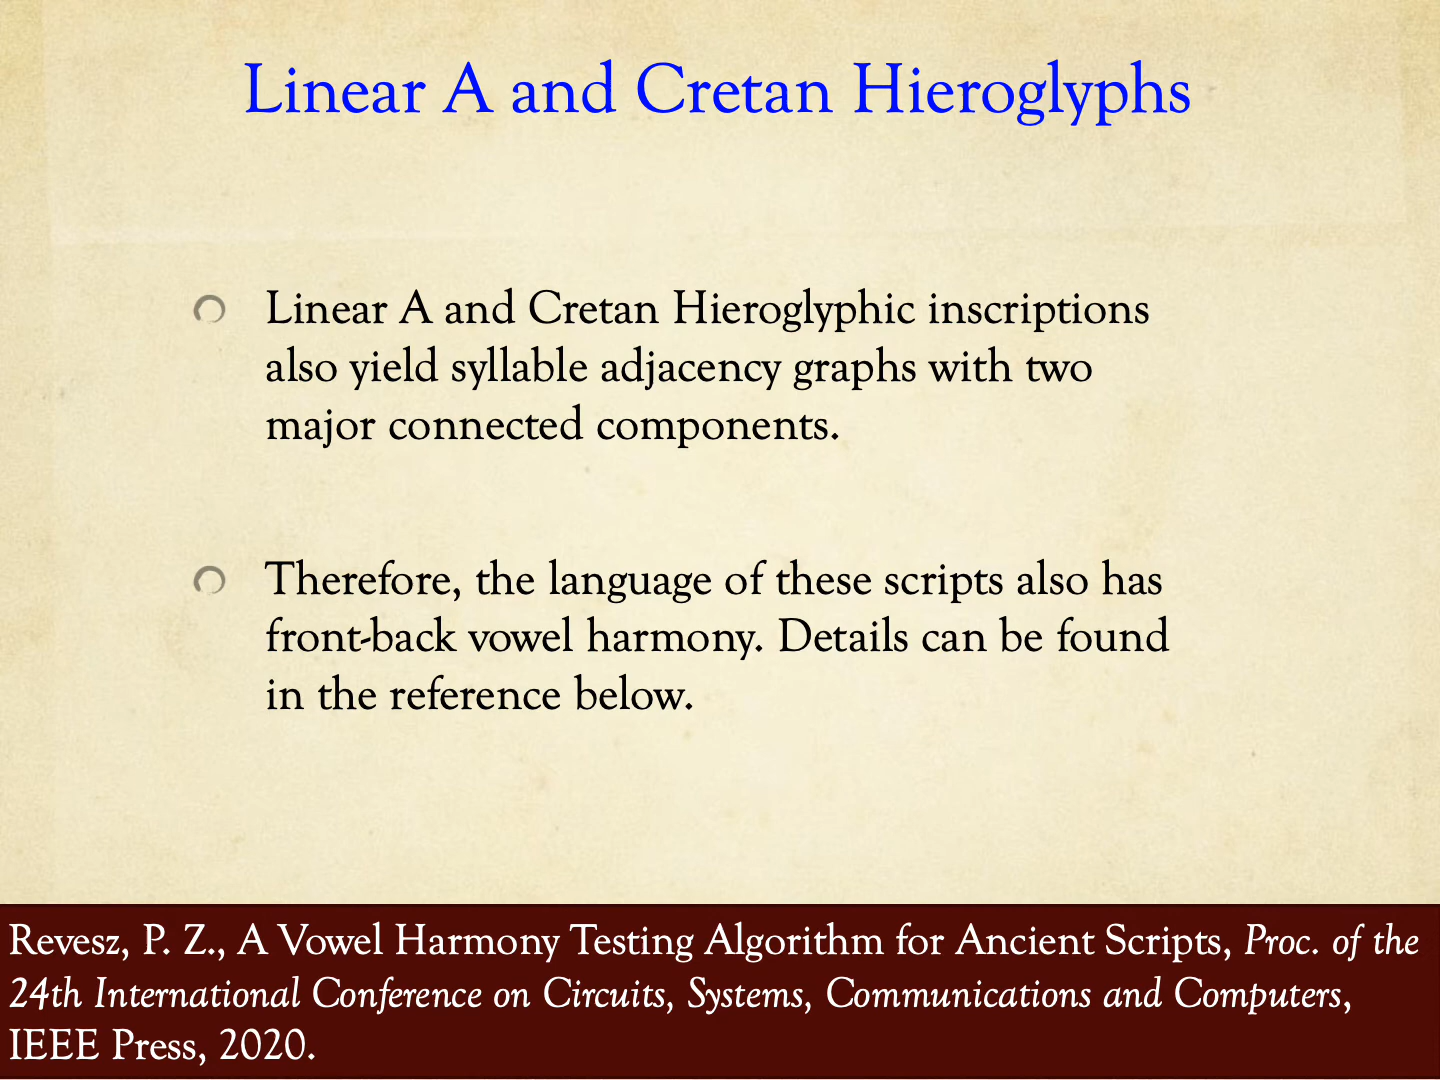 Linear A and Cretan Hieroglyphs
Linear A and Cretan Hieroglyphic inscriptions
also yield syllable adjacency graphs with two
major connected components.
Therefore, the language of these scripts also has
front-back vowel harmony. Details can be found
in the reference below.
Revesz, P. Z., A Vowel Harmony Testing Algorithm for Ancient Scripts, Proc. of the
24th International Conference on Circuits, Systems, Communications and Computers,
IEEE Press, 2020.